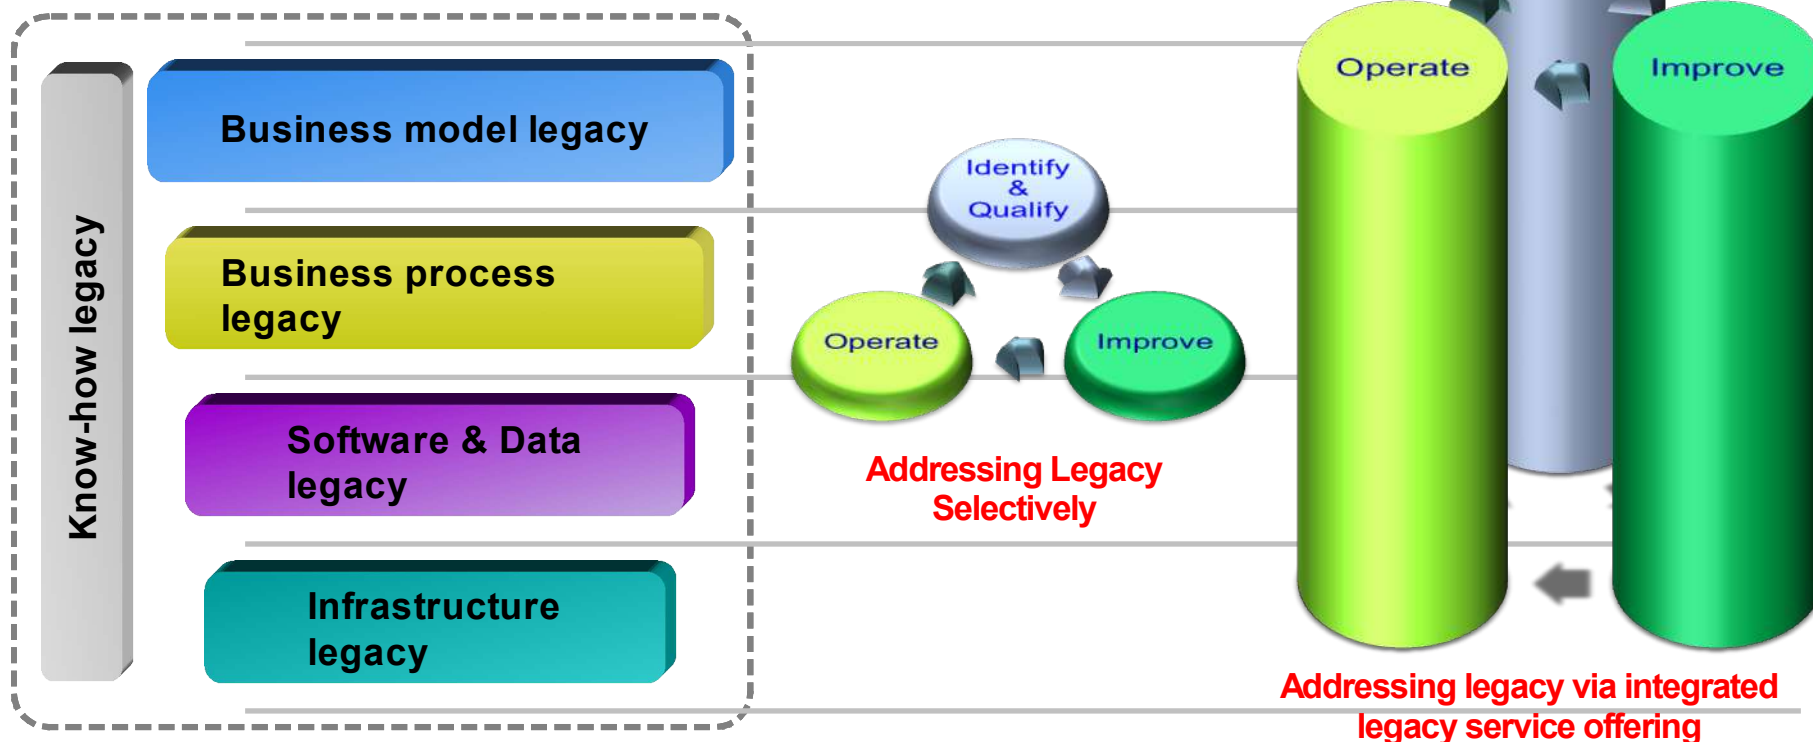 Know-how legacy
Business model legacy
Business process
legacy
Software & Data
legacy
Infrastructure
legacy
Identify
&
Qualify
Operate
Improve
Addressing Legacy
Selectively
Operate
Improve
Addressing legacy via integrated
legacy service offering